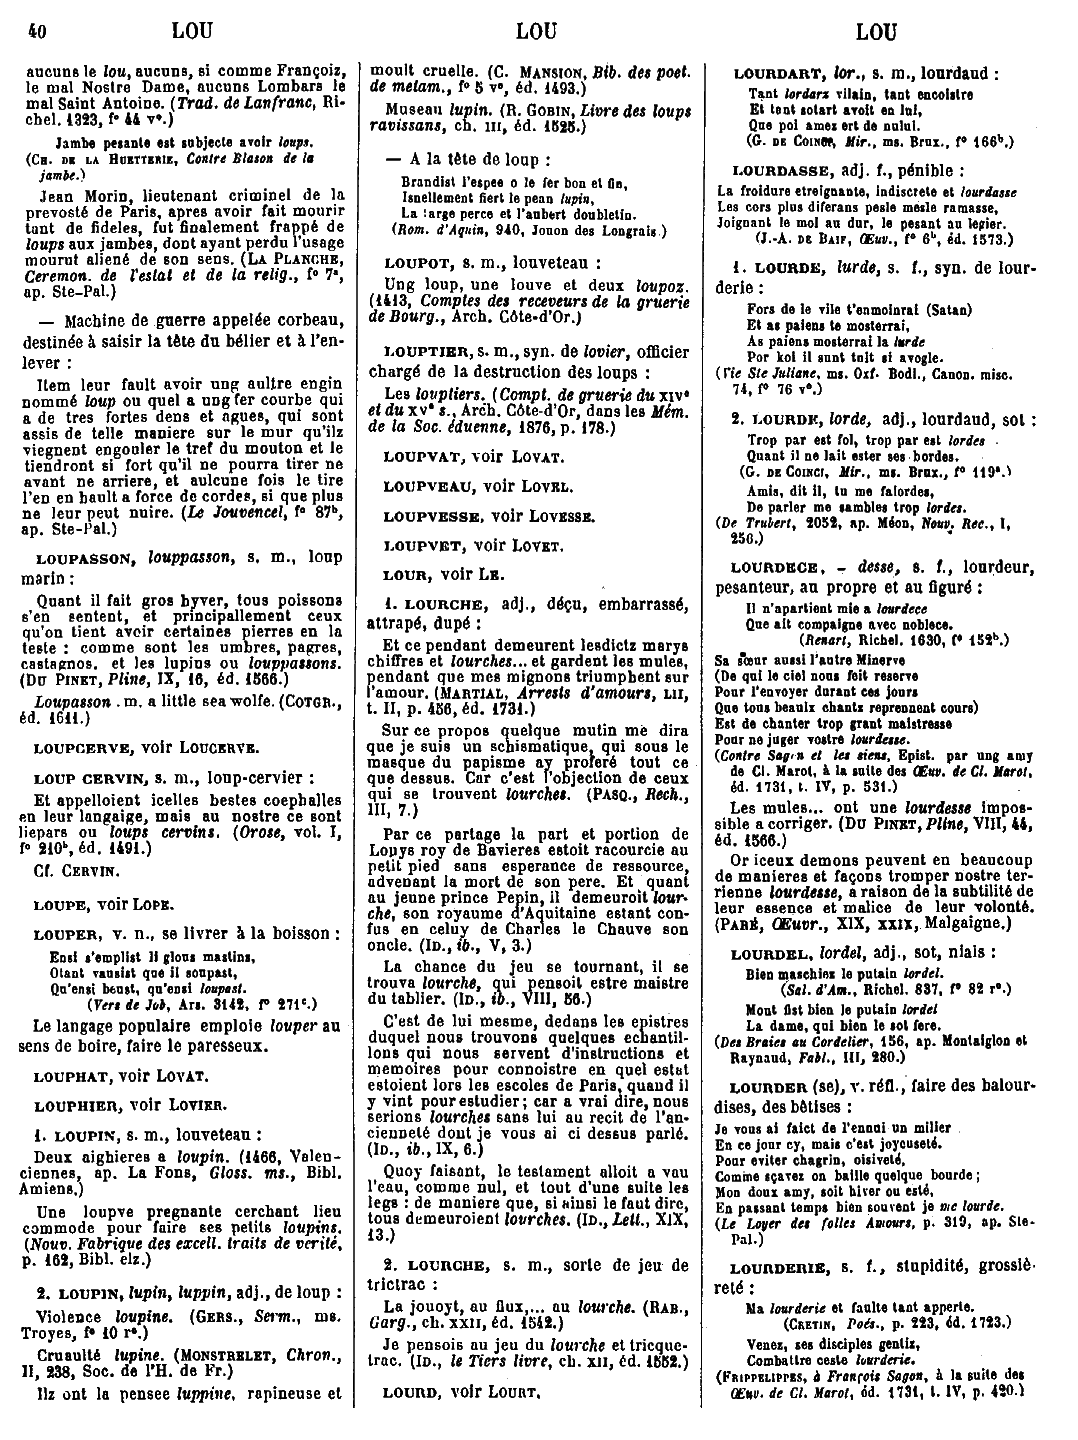 40 LOU LOU LOU
aucuns le lou, aucuns, si comme Françoiz,
le mal Nostre Dame, aucuns Lombars le
mal Saint Antoine. (Trad. de Lanfranc, Ri-
chel. 1323, f° 44 v°.)
Jambe pesante est subjecte avoir loups.
(CH. DE LA HUETTERIE, Contre Blason de la
jambe.)
Jean Morin, lieutenant criminel de la
prevosté de Paris, apres avoir fait mourir
tant de fideles, fut finalement frappé de
loups aux jambes, dont ayant perdu l'usage
mourut aliené de son sens. (LA PLANCHE,
Ceremon. de l'estat et de la relig., f° 7ª,
ap. Ste-Pal.)
— Machine de guerre appelée corbeau,
destinée à saisir la tête du bélier et à l'en-
lever :
Item leur fault avoir ung aultre engin
nommé loup ou quel a ung fer courbe qui
a de tres fortes dens et agues, qui sont
assis de telle maniere sur le mur qu'ilz
viegnent engouler le tref du mouton et le
tiendront si fort qu'il ne pourra tirer ne
avant ne arriere, et aulcune fois le tire
l'en en hault a force de cordes, si que plus
ne leur peut nuire. (Le Jouvencel, f° 87ᵇ,
ap. Ste-Pal.)
LOUPASSON, louppasson, s. m., loup
marin :
Quant il fait gros hyver, tous poissons
s'en sentent, et principallement ceux
qu'on tient avoir certaines pierres en la
teste : comme sont les umbres, pagres,
castagnos. et les lupins ou louppassons.
(DU PINET, Pline, IX, 16, éd. 1566.)
Loupasson . m. a little sea wolfe. (COTGR.,
éd. 1611.)
LOUPCERVE, voir LOUCERVE.
LOUP CERVIN, s. m., loup-cervier :
Et appelloient icelles bestes coephalles
en leur langaige, mais au nostre ce sont
liepars ou loups cervins. (Orose, vol. I,
f° 210ᵇ, éd. 1491.)
Cf. CERVIN.
LOUPE, voir LOPE.
LOUPER, v. n., se livrer à la boisson :
Ensi s'emplist li glous mastins,
Otant vausist que il soupast,
Qu'ensi beust, qu'ensi loupast.
(Vers de Job, Ars. 3142, f° 271ᶜ.)
Le langage populaire emploie louper au
sens de boire, faire le paresseux.
LOUPHAT, voir LOVAT.
LOUPHIER, voir LOVIER.
1. LOUPIN, s. m., louveteau :
Deux aighieres a loupin. (1466, Valen-
ciennes, ap. La Fons, Gloss. ms., Bibl.
Amiens.)
Une loupve pregnante cerchant lieu
commode pour faire ses petits loupins.
(Nouv. Fabrique des excell. traits de verité,
p. 162, Bibl. elz.)
2. LOUPIN, lupin, luppin, adj., de loup :
Violence loupine. (GERS., Serm., ms.
Troyes, f° 10 r°.)
Cruaulté lupine. (MONSTRELET, Chron.,
II, 238, Soc. de l'H. de Fr.)
Ilz ont la pensee luppine, rapineuse et
moult cruelle. (C. MANSION, Bib. des poet.
de metam., f° 5 v°, éd. 1493.)
Museau lupin. (R. GOBIN, Livre des loups
ravissans, ch. III, éd. 1525.)
— A la tête de loup :
Brandist l'espee o le fer bon et fin,
Isnellement fiert le pean lupin,
La targe perce et l'aubert doubletin.
(Rom. d'Aquin, 940, Jouon des Longrais.)
LOUPOT, s. m., louveteau :
Ung loup, une louve et deux loupoz.
(1413, Comptes des receveurs de la gruerie
de Bourg., Arch. Côte-d'Or.)
LOUPTIER, s. m., syn. de lovier, officier
chargé de la destruction des loups :
Les louptiers. (Compt. de gruerie du XIVᵉ
et du XVᵉ s., Arch. Côte-d'Or, dans les Mém.
de la Soc. éduenne, 1876, p. 178.)
LOUPVAT, voir LOVAT.
LOUPVEAU, voir LOVEL.
LOUPVESSE, voir LOVESSE.
LOUPVET, voir LOVET.
LOUR, voir LE.
1. LOURCHE, adj., déçu, embarrassé,
attrapé, dupé :
Et ce pendant demeurent lesdictz marys
chiffres et lourches... et gardent les mules,
pendant que mes mignons triumphent sur
l'amour. (MARTIAL, Arrests d'amours, LII,
t. II, p. 456, éd. 1731.)
Sur ce propos quelque mutin me dira
que je suis un schismatique, qui sous le
masque du papisme ay proferé tout ce
que dessus. Car c'est l'objection de ceux
qui se trouvent lourches. (PASQ., Rech.,
III, 7.)
Par ce partage la part et portion de
Louys roy de Bavieres estoit racourcie au
petit pied sans esperance de ressource,
advenant la mort de son pere. Et quant
au jeune prince Pepin, il demeuroit lour-
che, son royaume d'Aquitaine estant con-
fus en celuy de Charles le Chauve son
oncle. (ID., ib., V, 3.)
La chance du jeu se tournant, il se
trouva lourche, qui pensoit estre maistre
du tablier. (ID., ib., VIII, 56.)
C'est de lui mesme, dedans les epistres
duquel nous trouvons quelques echantil-
lons qui nous servent d'instructions et
memoires pour connoistre en quel estat
estoient lors les escoles de Paris, quand il
y vint pour estudier ; car a vrai dire, nous
serions lourches sans lui au recit de l'an-
cienneté dont je vous ai ci dessus parlé.
(ID., ib., IX, 6.)
Quoy faisant, le testament alloit a vau
l'eau, comme nul, et tout d'une suite les
legs : de maniere que, si ainsi le faut dire,
tous demeuroient lourches. (ID., Lett., XIX,
13.)
2. LOURCHE, s. m., sorte de jeu de
trictrac :
La jouoyt, au flux,... au lourche. (RAB.,
Garg., ch. XXII, éd. 1542.)
Je pensois au jeu du lourche et tricque-
trac. (ID., le Tiers livre, ch. XII, éd. 1552.)
LOURD, voir LOURT.
LOURDART, lor., s. m., lourdaud :
Tant lordarz vilain, tant encoistre
Et tant sotart avoit en lui,
Que poi amez ert de nului.
(G. DE COINCI, Mir., ms. Brux., f° 166ᵇ.)
LOURDASSE, adj. f., pénible :
La froidure etreignante, indiscrete et lourdasse
Les cors plus diferans pesle mesle ramasse,
Joignant le mol au dur, le pesant au legier.
(J.-A. DE BAIF, Œuv., f° 6ᵇ, éd. 1573.)
1. LOURDE, lurde, s. f., syn. de lour-
derie :
Fors de le vile t'enmoinrai (Satan)
Et as paiens te mosterrai,
As paiens mosterrai la lurde
Por koi il sunt tuit si avogle.
(Vie Ste Juliane, ms. Oxf. Bodl., Canon. misc.
74, f° 76 v°.)
2. LOURDE, lorde, adj., lourdaud, sot :
Trop par est fol, trop par est lordes
Quant il ne lait ester ses bordes.
(G. DE COINCI, Mir., ms. Brux., f° 119ª.)
Amis, dit il, tu me falordes,
De parler me sambles trop lordes.
(De Trubert, 2052, ap. Méon, Nouv. Rec., I,
256.)
LOURDECE, - desse, s. f., lourdeur,
pesanteur, au propre et au figuré :
Il n'apartient mie a lourdece
Que ait compaigne avec noblece.
(Renart, Richel. 1630, f° 152ᵇ.)
Sa sœur aussi l'autre Minerve
(De qui le ciel nous feit reserve
Pour l'envoyer durant ces jours
Que tous beaulx chantz reprennent cours)
Est de chanter trop grant maistresse
Pour ne juger vostre lourdesse.
(Contre Sagon et les siens, Epist. par ung amy
de Cl. Marot, à la suite des Œuv. de Cl. Marot,
éd. 1731, t. IV, p. 531.)
Les mules... ont une lourdesse impos-
sible a corriger. (DU PINET, Pline, VIII, 44,
éd. 1566.)
Or iceux demons peuvent en beaucoup
de manieres et façons tromper nostre ter-
rienne lourdesse, a raison de la subtilité de
leur essence et malice de leur volonté.
(PARÉ, Œuvr., XIX, XXIX, Malgaigne.)
LOURDEL, lordel, adj., sot, niais :
Bien maschiez le putain lordel.
(Sal. d'Am., Richel. 837, f° 82 r°.)
Mont fist bien le putain lordel
La dame, qui bien le sot fere.
(Des Braies au Cordelier, 156, ap. Montaiglon et
Raynaud, Fabl., III, 280.)
LOURDER (se), v. réfl., faire des balour-
dises, des bêtises :
Je vous ai faict de l'ennui un milier
En ce jour cy, mais c'est joyouseté.
Pour eviter chagrin, oisiveté,
Comme sçavez on baille quelque bourde ;
Mon doux amy, soit hiver ou esté,
En passant temps bien souvent je me lourde.
(Le Loyer des folles Amours, p. 319, ap. Ste-
Pal.)
LOURDERIE, s. f., stupidité, grossiè-
reté :
Ma lourderie et faulte tant apperte.
(CRETIN, Poés., p. 223, éd. 1723.)
Venez, ses disciples gentiz,
Combattre ceste lourderie.
(FRIPPELIPPES, à François Sagon, à la suite des
Œuv. de Cl. Marot, éd. 1731, t. IV, p. 420.)